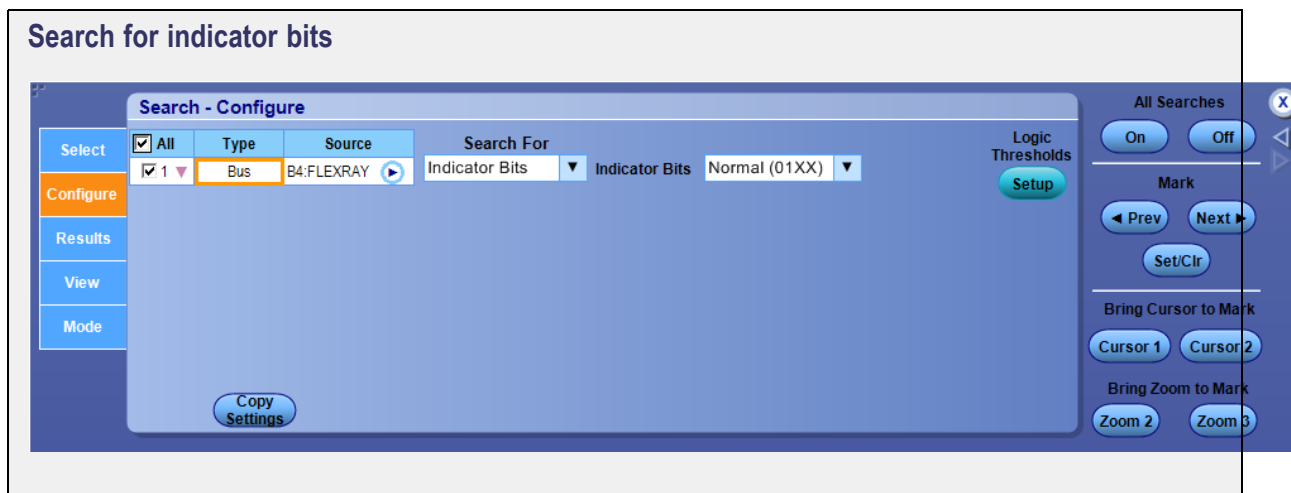 Search for indicator bits
Search - Configure
Select
Configure
Results
View
Mode
All
Type
Source
1
Bus
B4:FLEXRAY
Search For
Indicator Bits
Indicator Bits
Normal (01XX)
Logic
Thresholds
Setup
Copy
Settings
All Searches
X
On
Off
Mark
◄ Prev
Next ►
Set/Clr
Bring Cursor to Mark
Cursor 1
Cursor 2
Bring Zoom to Mark
Zoom 2
Zoom 3